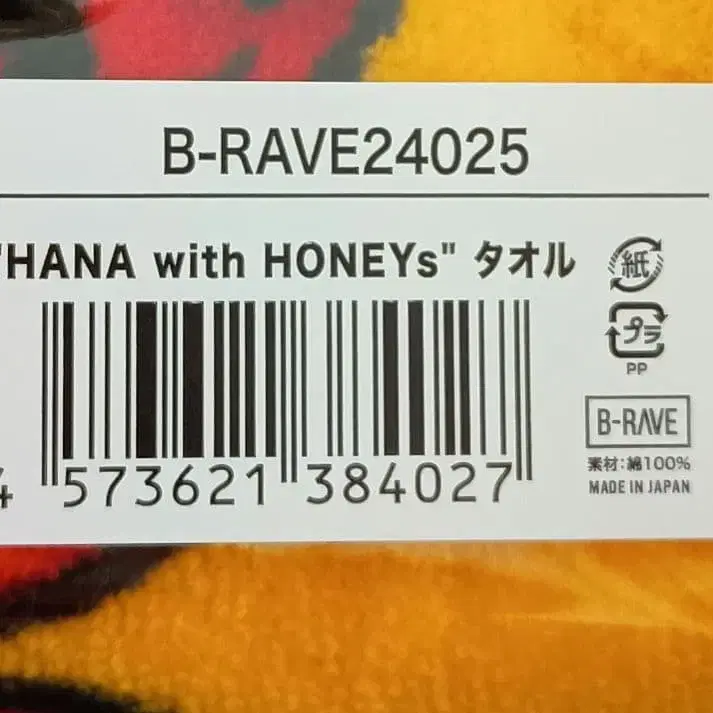 B-RAVE24025
"HANA with HONEYs" タオル
紙
プラ
PP
B-RAVE
素材:綿100%
MADE IN JAPAN
4 573621 384027